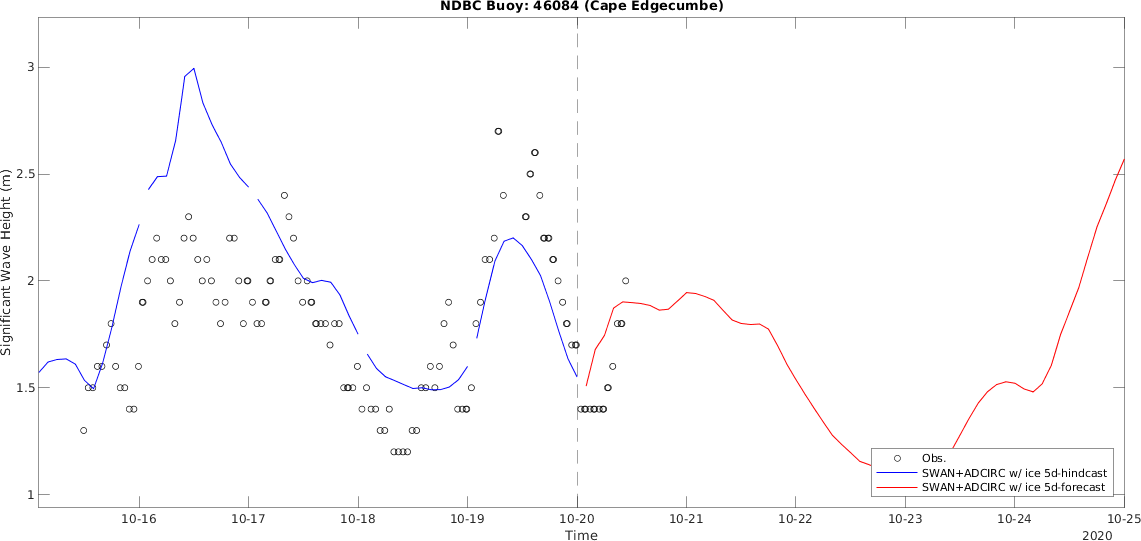 NDBC Buoy: 46084 (Cape Edgecumbe)
Significant Wave Height (m)
3
2.5
2
1.5
1
Obs.
SWAN+ADCIRC w/ ice 5d-hindcast
SWAN+ADCIRC w/ ice 5d-forecast
10-16 10-17 10-18 10-19 10-20 10-21 10-22 10-23 10-24 10-25
Time
2020